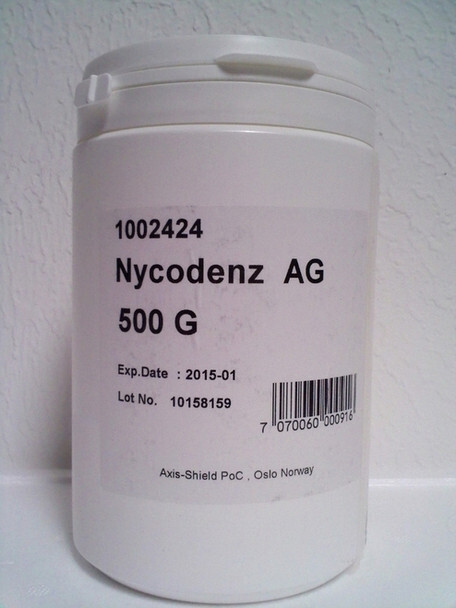 1002424
Nycodenz AG
500 G
Exp.Date : 2015-01
Lot No. 10158159
7 070060 000916
Axis-Shield PoC , Oslo Norway